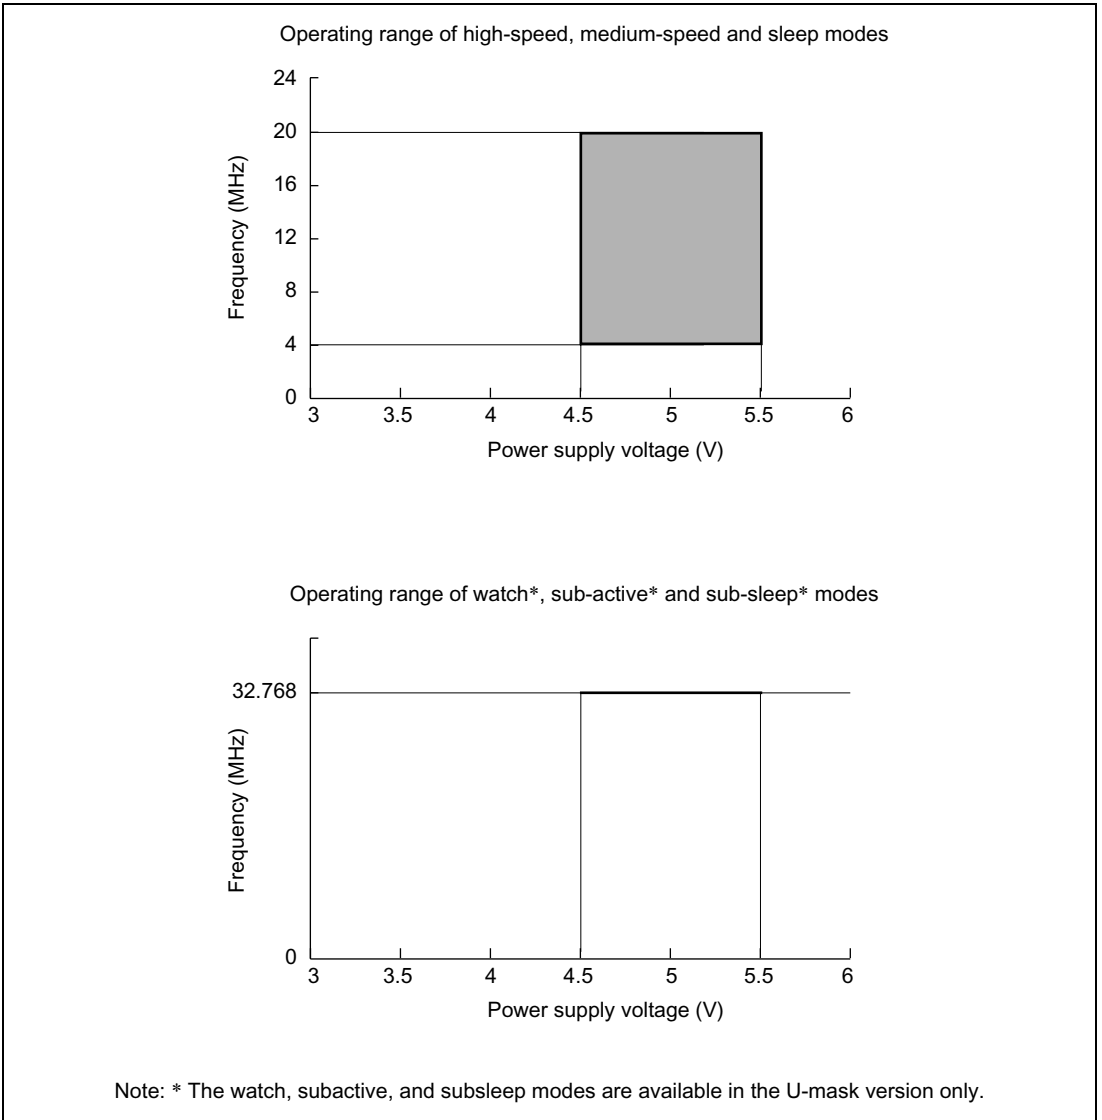 Operating range of high-speed, medium-speed and sleep modes
24
20
16
12
8
4
0
Frequency (MHz)
3 3.5 4 4.5 5 5.5 6
Power supply voltage (V)
Operating range of watch*, sub-active* and sub-sleep* modes
32.768
0
Frequency (MHz)
3 3.5 4 4.5 5 5.5 6
Power supply voltage (V)
Note: * The watch, subactive, and subsleep modes are available in the U-mask version only.